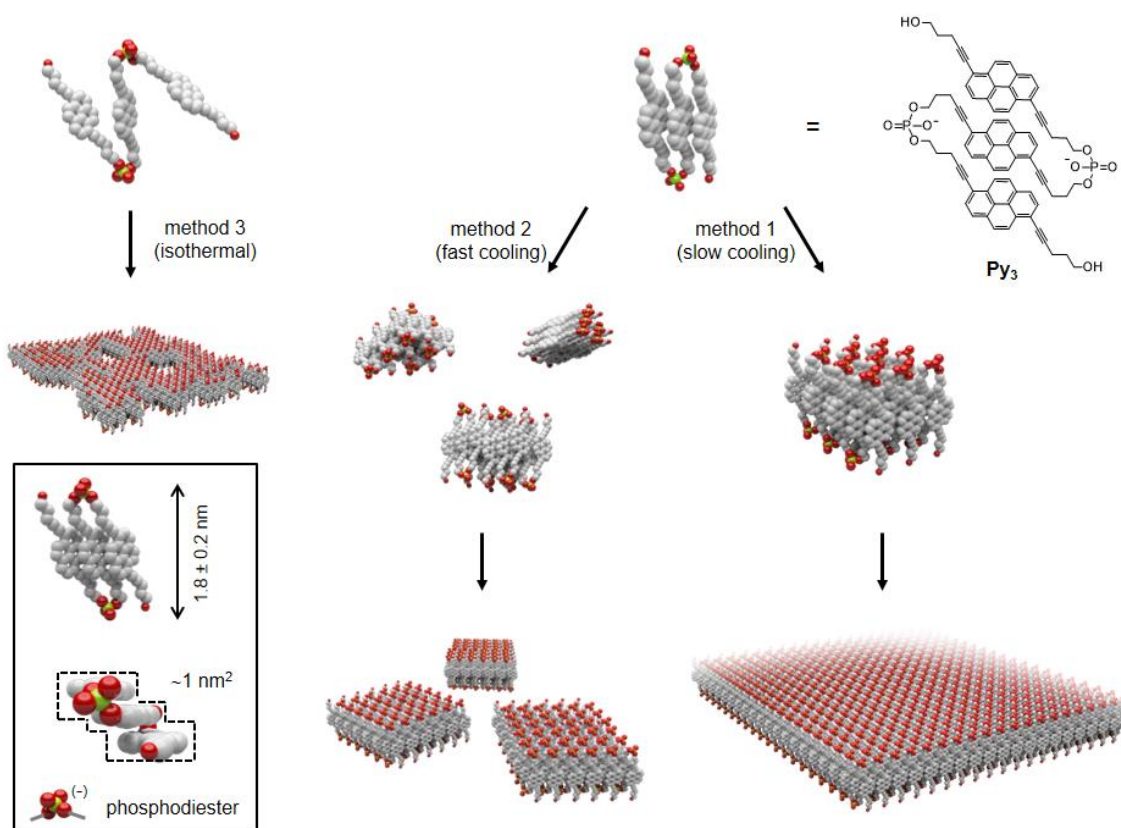 HO
O=P-O⁻
O
O
=
O
⁻O-P=O
O
OH
Py₃
method 3
(isothermal)
method 2
(fast cooling)
method 1
(slow cooling)
1.8 ± 0.2 nm
~1 nm²
(−)
phosphodiester